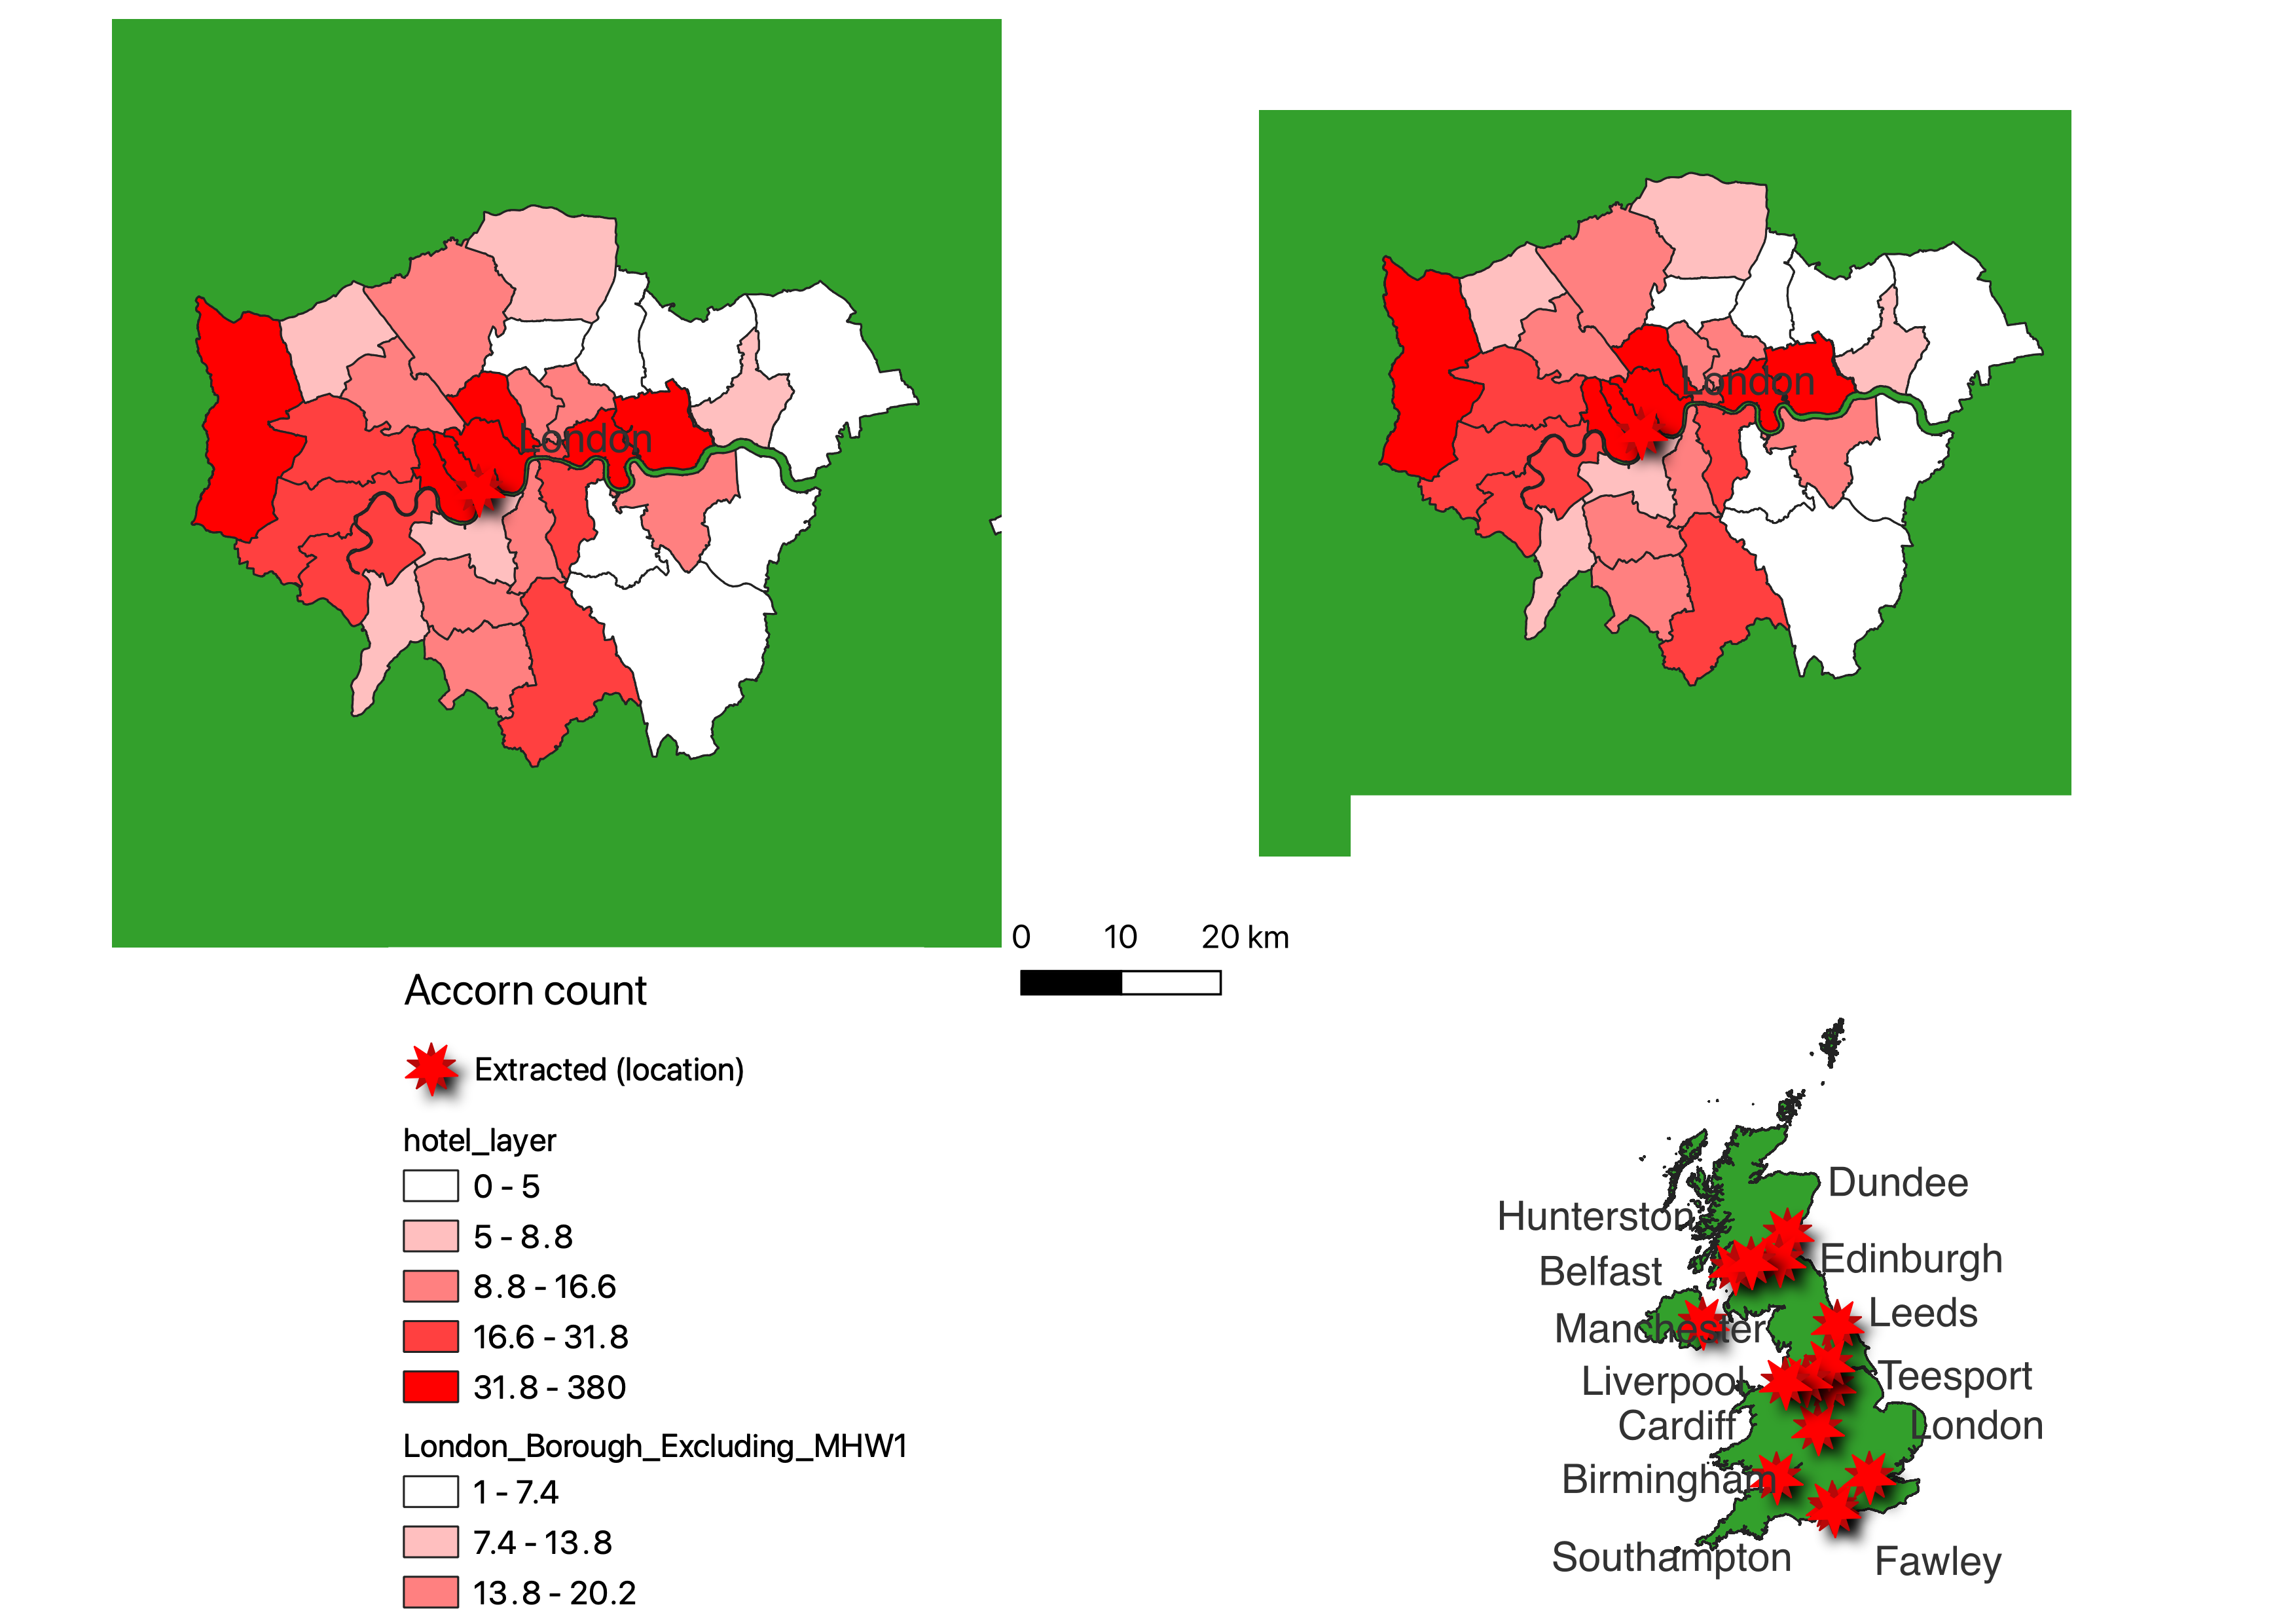 London
London
0 10 20 km
Accorn count
Extracted (location)
hotel_layer
0 - 5
5 - 8.8
8.8 - 16.6
16.6 - 31.8
31.8 - 380
London_Borough_Excluding_MHW1
1 - 7.4
7.4 - 13.8
13.8 - 20.2
Dundee
Hunterston
Edinburgh
Belfast
Leeds
Manchester
Teesport
Liverpool
Cardiff
London
Birmingham
Southampton
Fawley